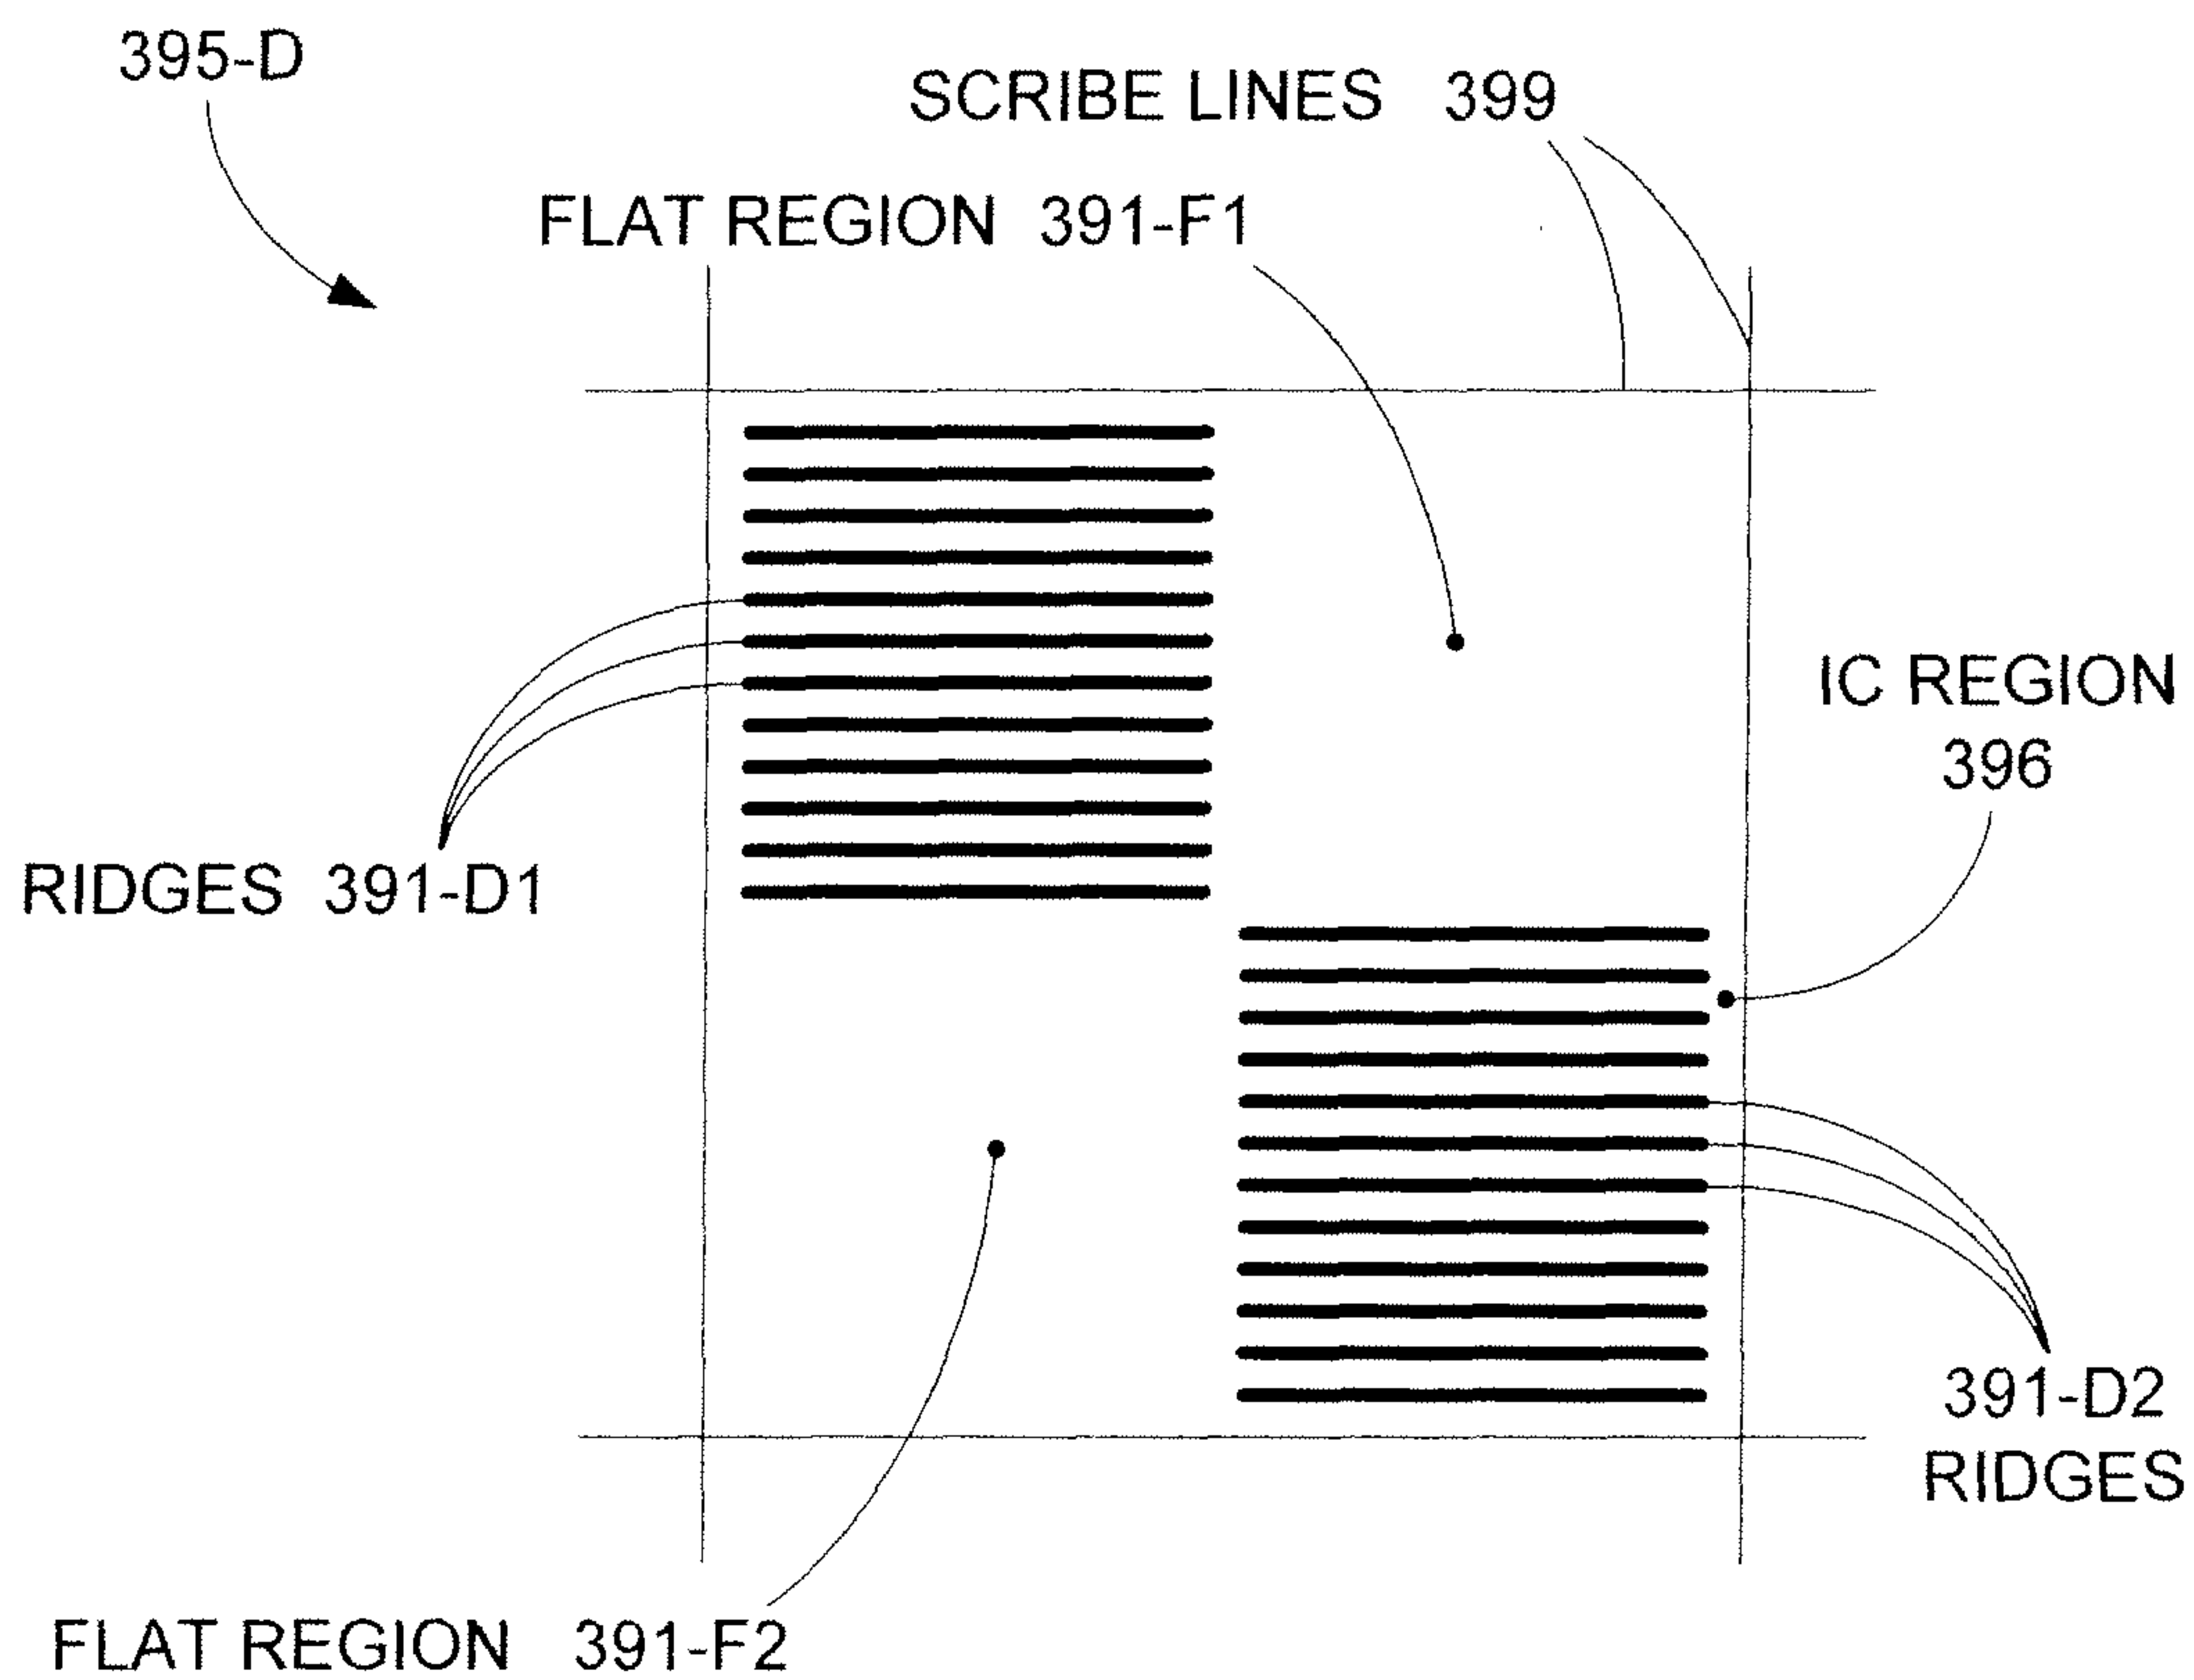 395-D
SCRIBE LINES 399
FLAT REGION 391-F1
IC REGION
396
RIDGES 391-D1
391-D2
RIDGES
FLAT REGION 391-F2